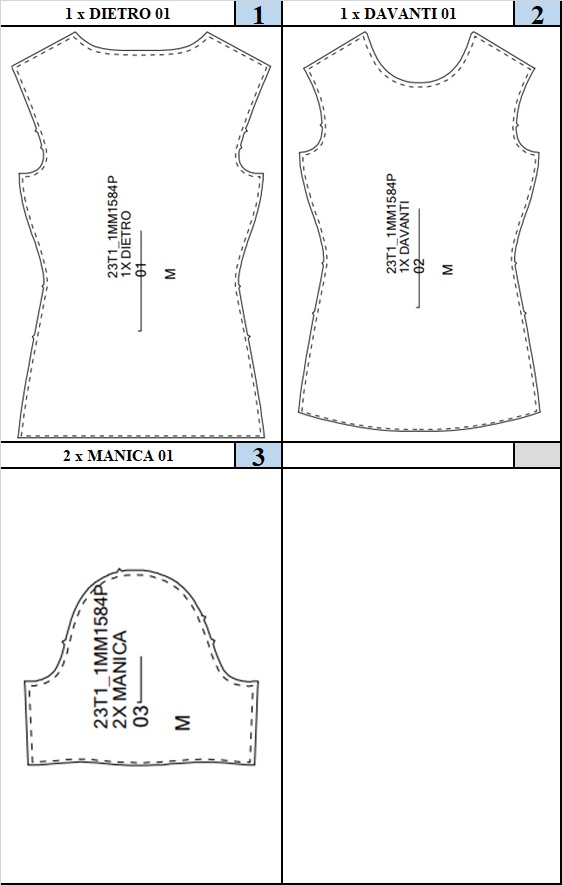 1 x DIETRO 01
1
1 x DAVANTI 01
2
23T1_1MM1584P
1X DIETRO
01
M
23T1_1MM1584P
1X DAVANTI
02
M
2 x MANICA 01
3
23T1_1MM1584P
2X MANICA
03
M